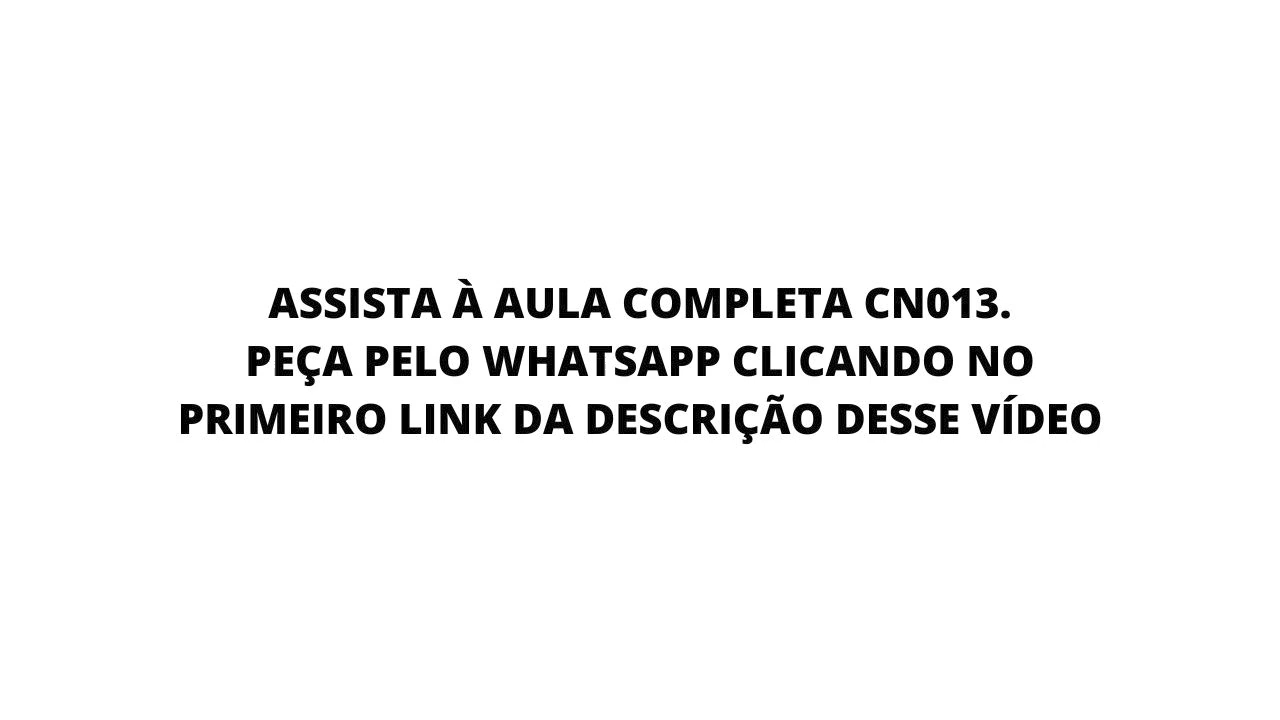 ASSISTA À AULA COMPLETA CN013.
PEÇA PELO WHATSAPP CLICANDO NO
PRIMEIRO LINK DA DESCRIÇÃO DESSE VÍDEO